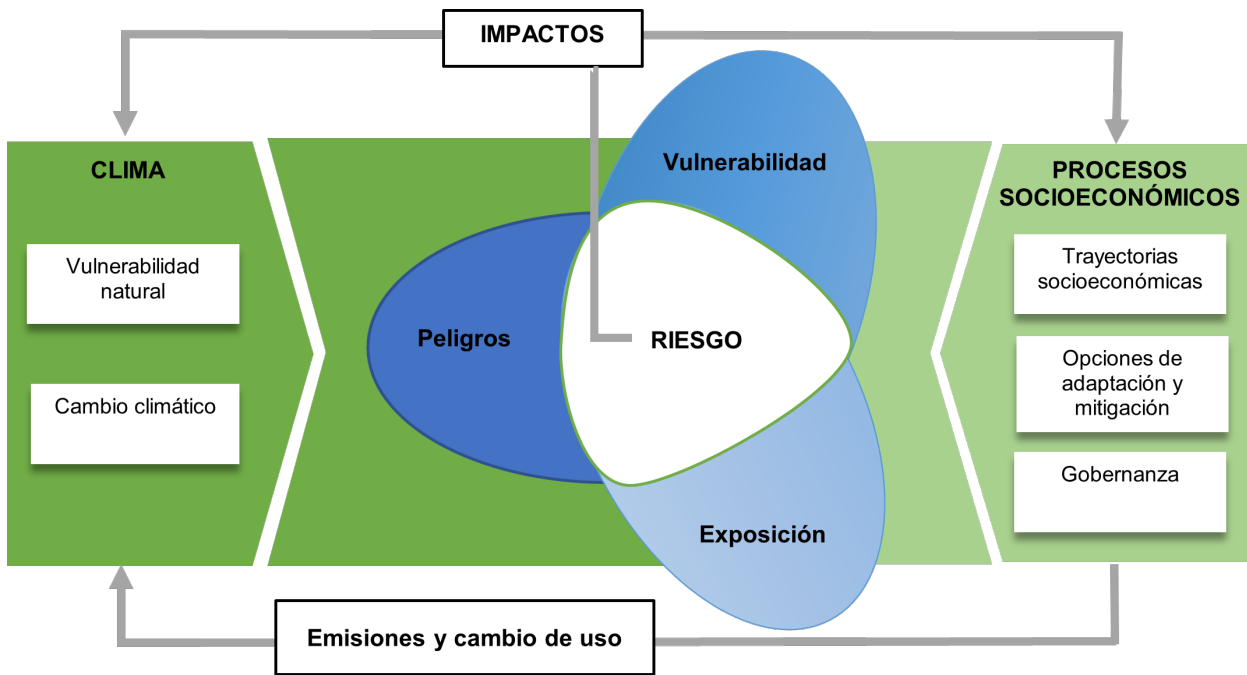 IMPACTOS
CLIMA
Vulnerabilidad
natural
Cambio climático
Vulnerabilidad
Peligros
RIESGO
Exposición
PROCESOS
SOCIOECONÓMICOS
Trayectorias
socioeconómicas
Opciones de
adaptación y
mitigación
Gobernanza
Emisiones y cambio de uso